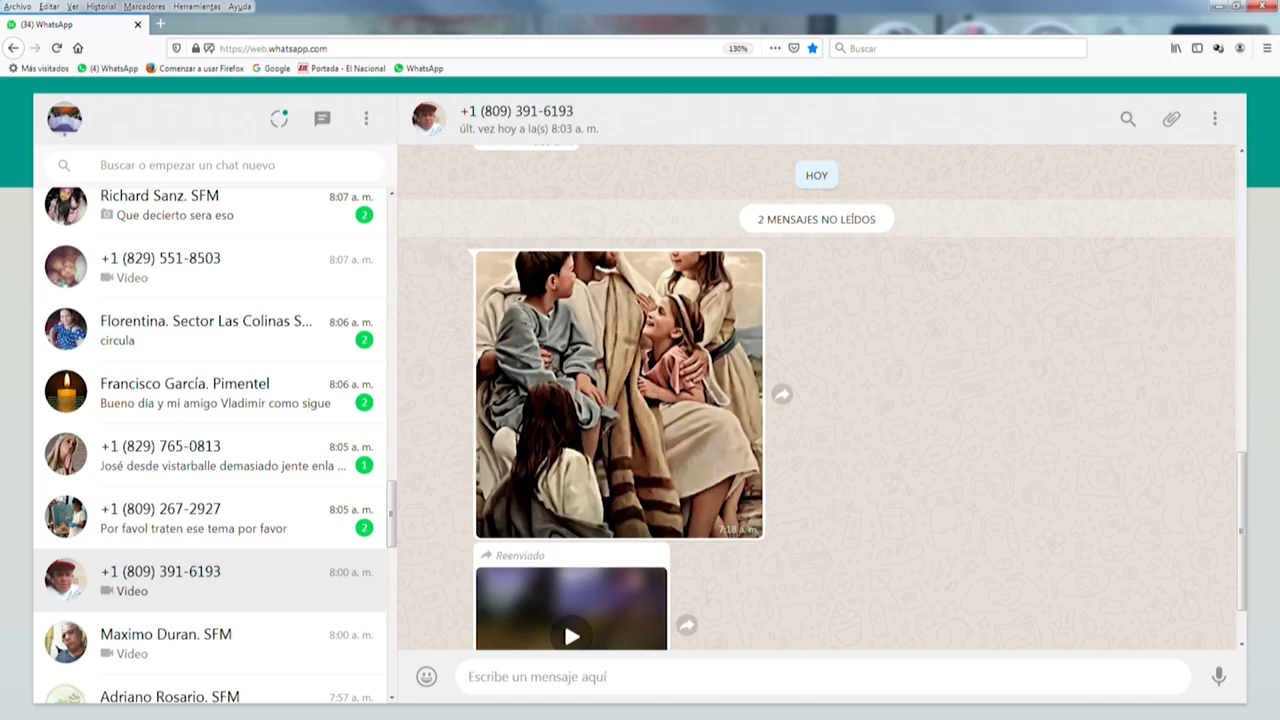 Archivo Editar Ver Historial Marcadores Herramientas Ayuda
(34) WhatsApp
https://web.whatsapp.com
130%
Buscar
Más visitados
(4) WhatsApp
Comenzar a usar Firefox
Google
Portada - El Nacional
WhatsApp
+1 (809) 391-6193
últ. vez hoy a la(s) 8:03 a. m.
Buscar o empezar un chat nuevo
Richard Sanz. SFM 8:07 a. m.
Que decierto sera eso 2
+1 (829) 551-8503 8:07 a. m.
Video
Florentina. Sector Las Colinas S... 8:06 a. m.
circula 2
Francisco García. Pimentel 8:06 a. m.
Bueno día y mi amigo Vladimir como sigue 2
+1 (829) 765-0813 8:05 a. m.
José desde vistarballe demasiado jente enla ... 1
+1 (809) 267-2927 8:05 a. m.
Por favol traten ese tema por favor 2
+1 (809) 391-6193 8:00 a. m.
Video
Maximo Duran. SFM 8:00 a. m.
Video
Adriano Rosario. SFM 7:57 a. m.
HOY
2 MENSAJES NO LEÍDOS
7:18 a. m.
Reenviado
Escribe un mensaje aquí